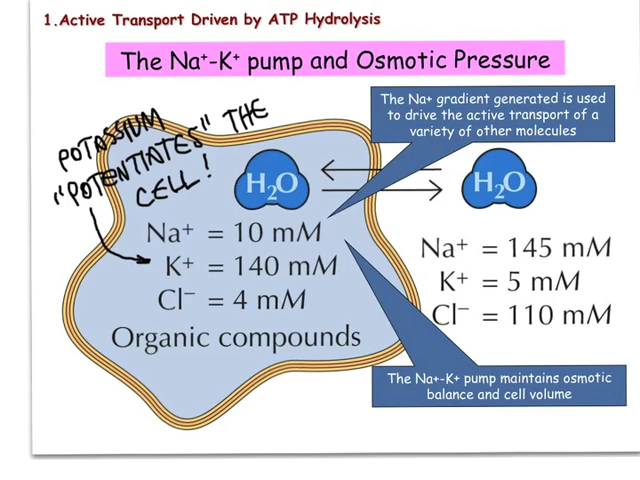 1.Active Transport Driven by ATP Hydrolysis
The Na⁺-K⁺ pump and Osmotic Pressure
The Na+ gradient generated is used
to drive the active transport of a
variety of other molecules
POTASSIUM
"POTENTIATES" THE
CELL!
H₂O
H₂O
Na⁺ = 10 mM
K⁺ = 140 mM
Cl⁻ = 4 mM
Organic compounds
Na⁺ = 145 mM
K⁺ = 5 mM
Cl⁻ = 110 mM
The Na+-K+ pump maintains osmotic
balance and cell volume